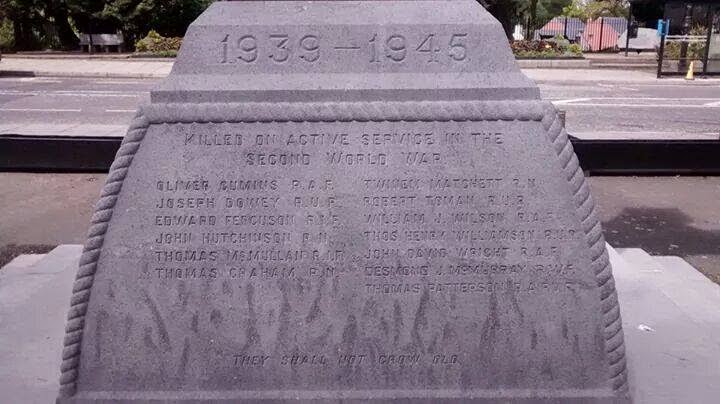 1939–1945
KILLED ON ACTIVE SERVICE IN THE
SECOND WORLD WAR
OLIVER CUMINS R.A.F.
JOSEPH DOWEY R.U.R.
EDWARD FERGUSON
JOHN HUTCHINSON R.N.
THOMAS McMULLAN
THOMAS GRAHAM R.N.
TWINEM MATCHETT R.N.
ROBERT TOMAN R.U.R.
WILLIAM J. WILSON R.A.F.
THOS HENRY WILLIAMSON R.U.R.
JOHN DAVID WRIGHT R.A.F.
DESMOND J. McMURRAY
THOMAS PATTERSON
THEY SHALL NOT GROW OLD